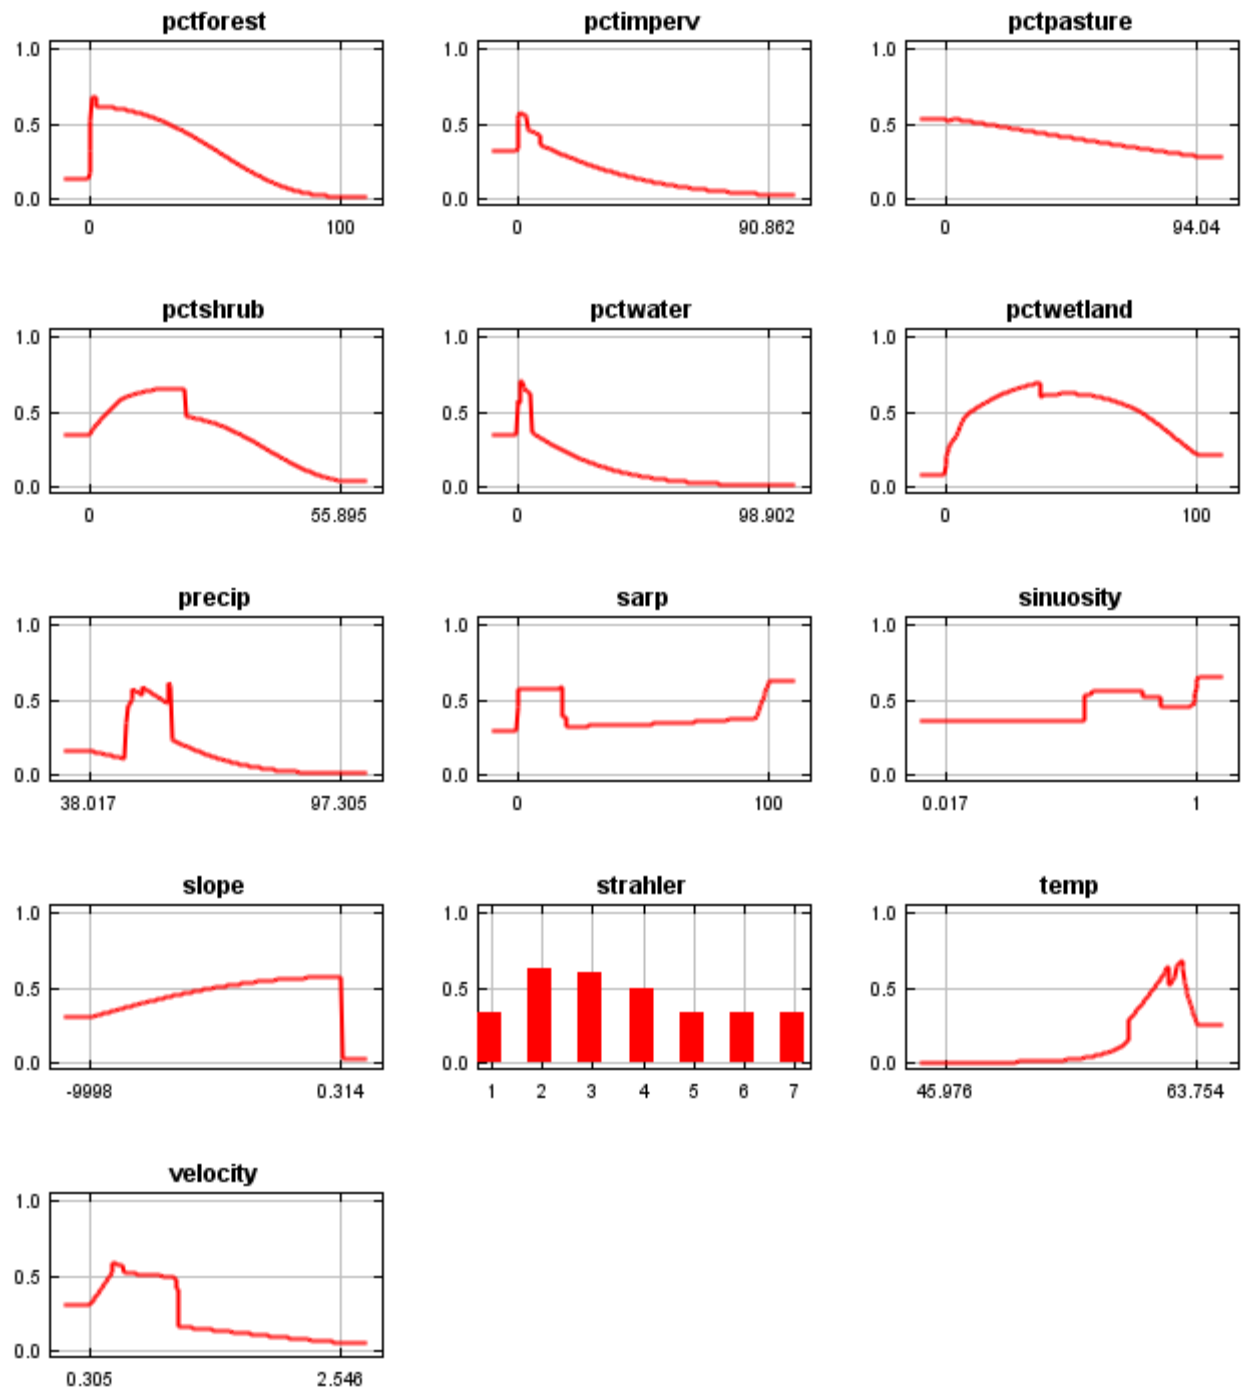 pctforest pctimperv pctpasture
1.0 1.0 1.0
0.5 0.5 0.5
0.0 0.0 0.0
0 100 0 90.862 0 94.04
pctshrub pctwater pctwetland
1.0 1.0 1.0
0.5 0.5 0.5
0.0 0.0 0.0
0 55.895 0 98.902 0 100
precip sarp sinuosity
1.0 1.0 1.0
0.5 0.5 0.5
0.0 0.0 0.0
38.017 97.305 0 100 0.017 1
slope strahler temp
1.0 1.0 1.0
0.5 0.5 0.5
0.0 0.0 0.0
-9998 0.314 1 2 3 4 5 6 7 45.976 63.754
velocity
1.0
0.5
0.0
0.305 2.546